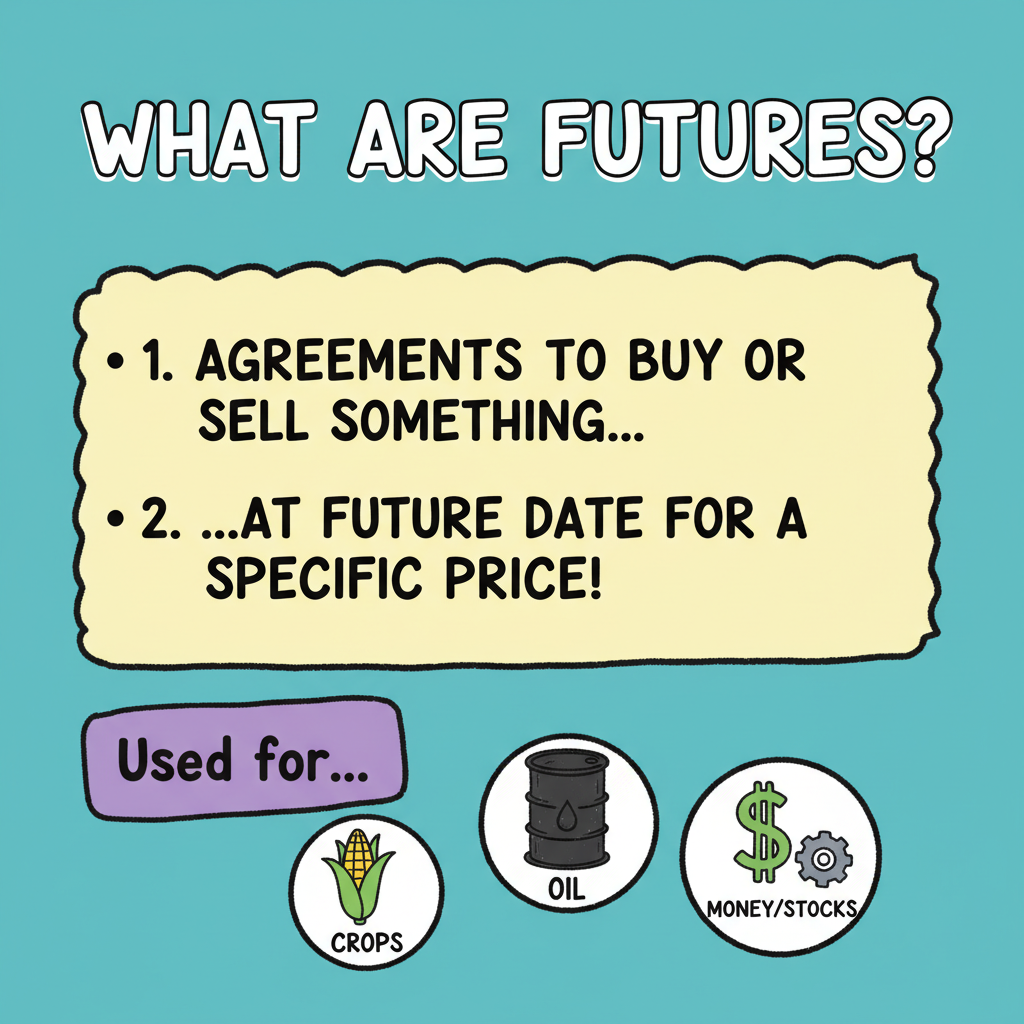 WHAT ARE FUTURES?
• 1. AGREEMENTS TO BUY OR
SELL SOMETHING...
• 2. ...AT FUTURE DATE FOR A
SPECIFIC PRICE!
Used for...
CROPS
OIL
MONEY/STOCKS